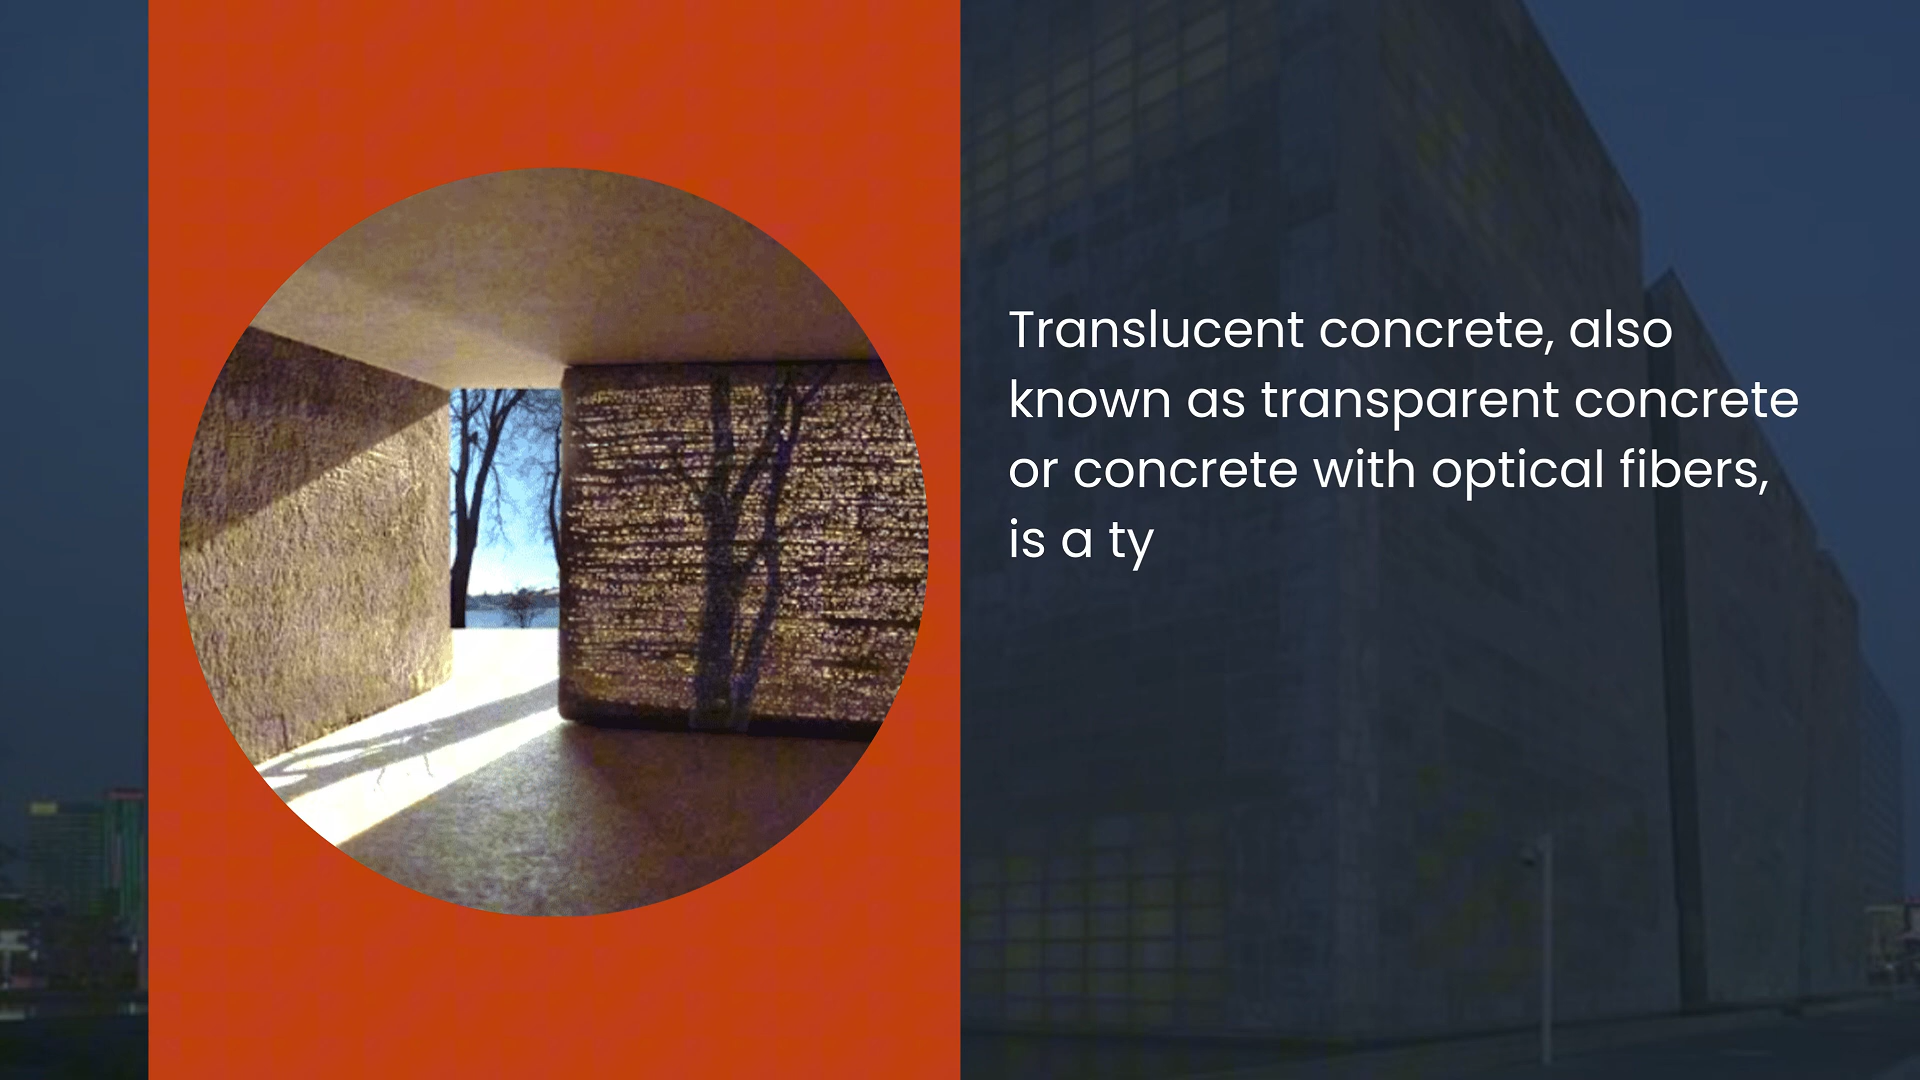 Translucent concrete, also
known as transparent concrete
or concrete with optical fibers,
is a ty